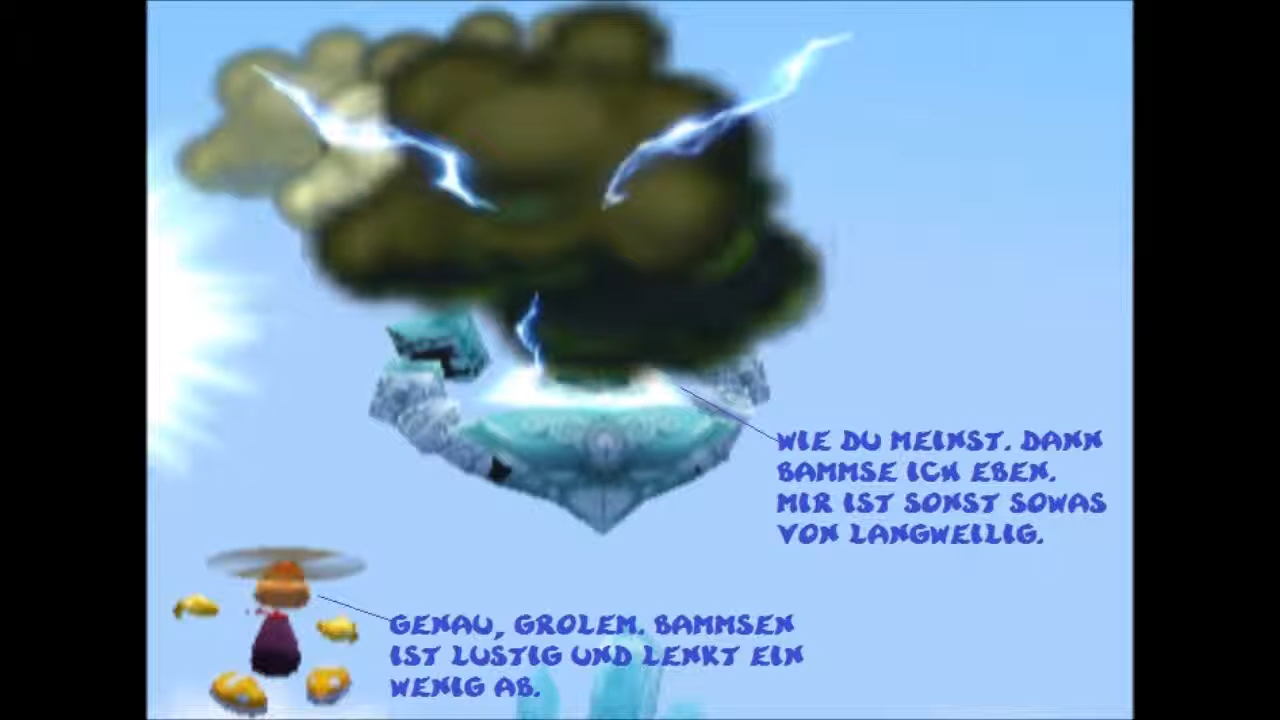 WIE DU MEINST. DANN
BAMMSE ICH EBEN.
MIR IST SONST SOWAS
VON LANGWEILIG.
GENAU, GROLEM. BAMMSEN
IST LUSTIG UND LENKT EIN
WENIG AB.